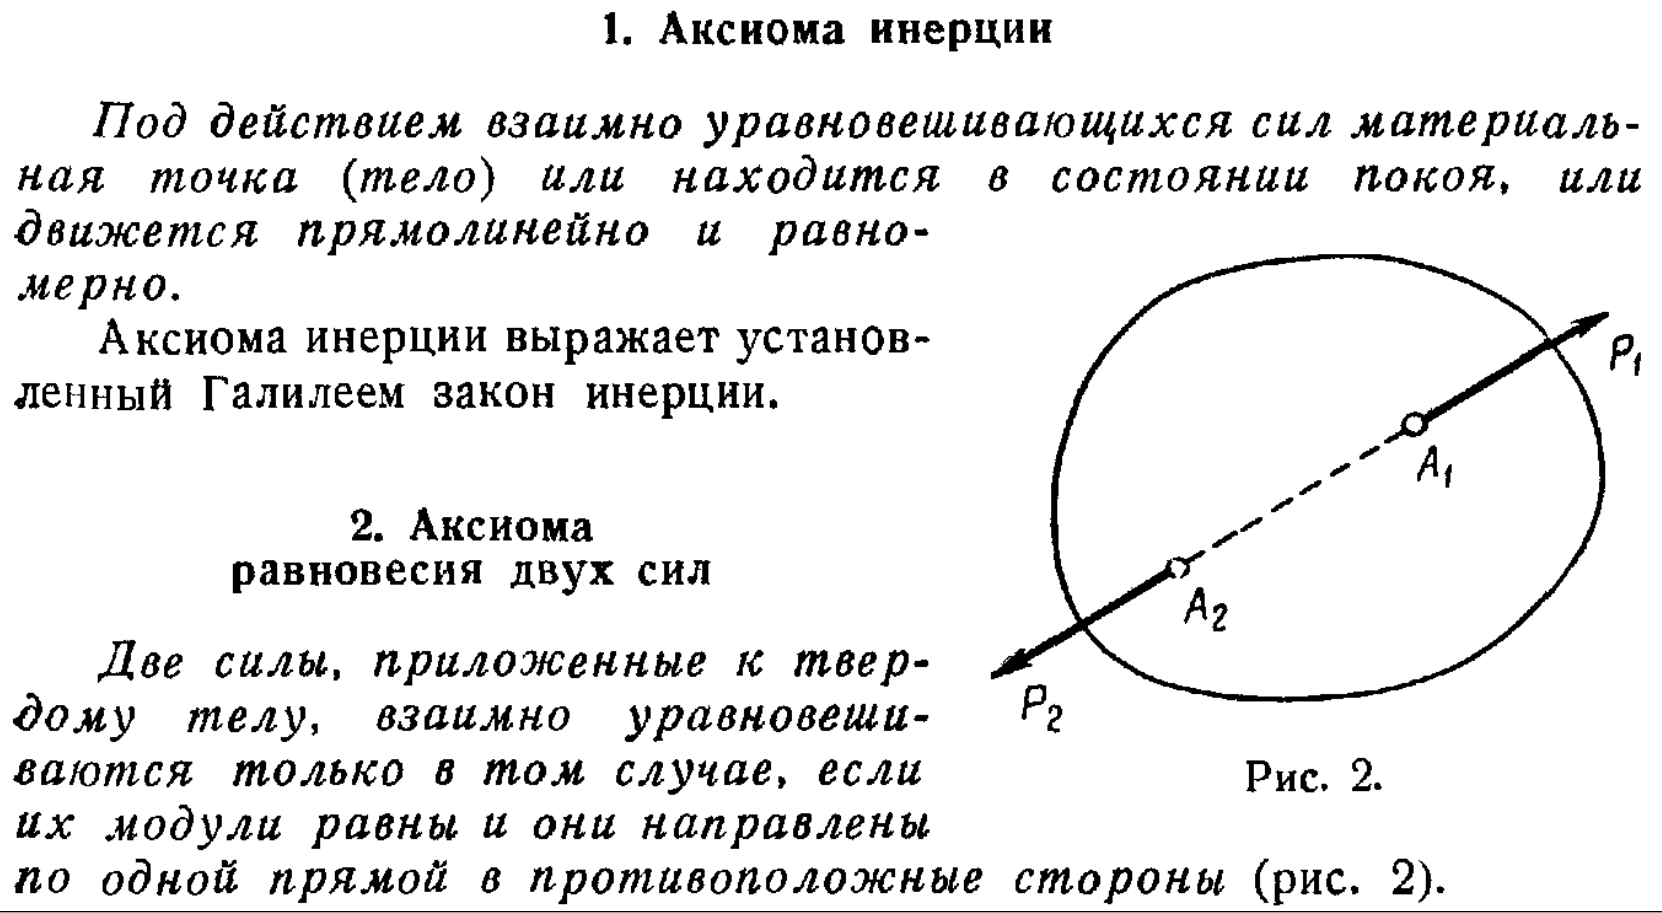 1. Аксиома инерции
Под действием взаимно уравновешивающихся сил материаль-
ная точка (тело) или находится в состоянии покоя, или
движется прямолинейно и равно-
мерно.
Аксиома инерции выражает установ-
ленный Галилеем закон инерции.
2. Аксиома
равновесия двух сил
Две силы, приложенные к твер-
дому телу, взаимно уравновеши-
ваются только в том случае, если
их модули равны и они направлены
по одной прямой в противоположные стороны (рис. 2).
P₁
A₁
A₂
P₂
Рис. 2.